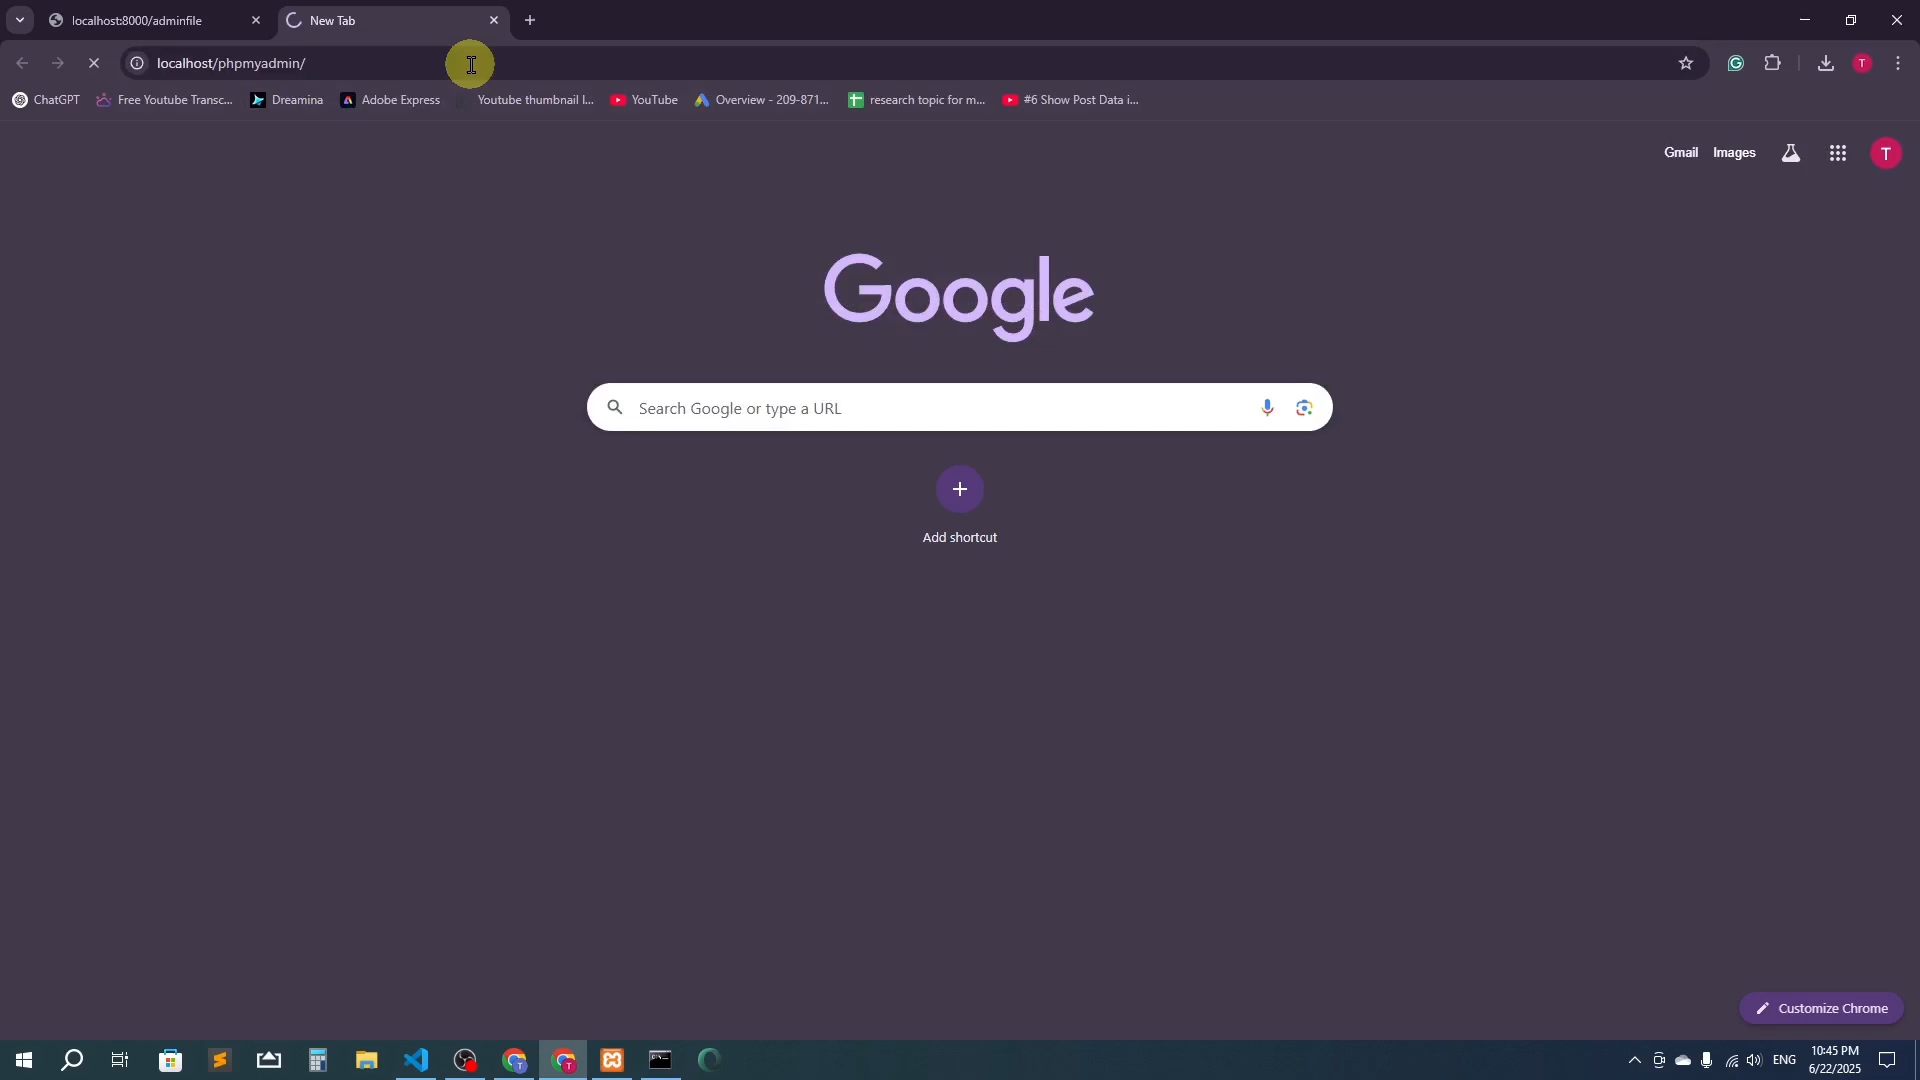 localhost:8000/adminfile
New Tab
localhost/phpmyadmin/
ChatGPT
Free Youtube Transc...
Dreamina
Adobe Express
Youtube thumbnail I...
YouTube
Overview - 209-871...
research topic for m...
#6 Show Post Data i...
Gmail
Images
T
T
Google
Search Google or type a URL
Add shortcut
Customize Chrome
ENG
10:45 PM
6/22/2025